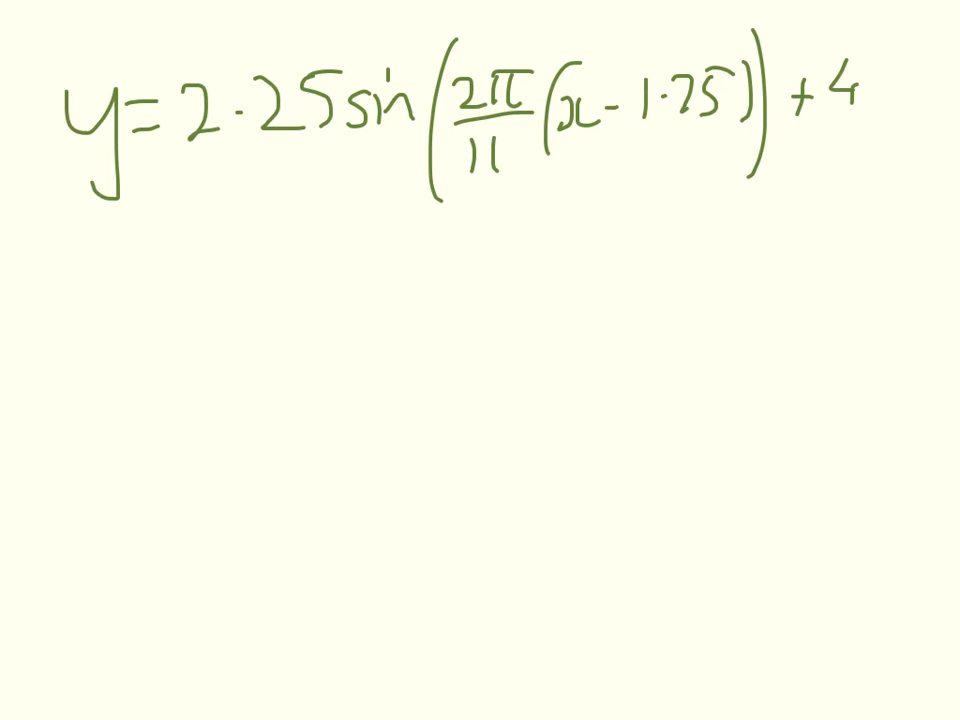 y = 2.25 sin(2π/11 (x - 1.75)) + 4